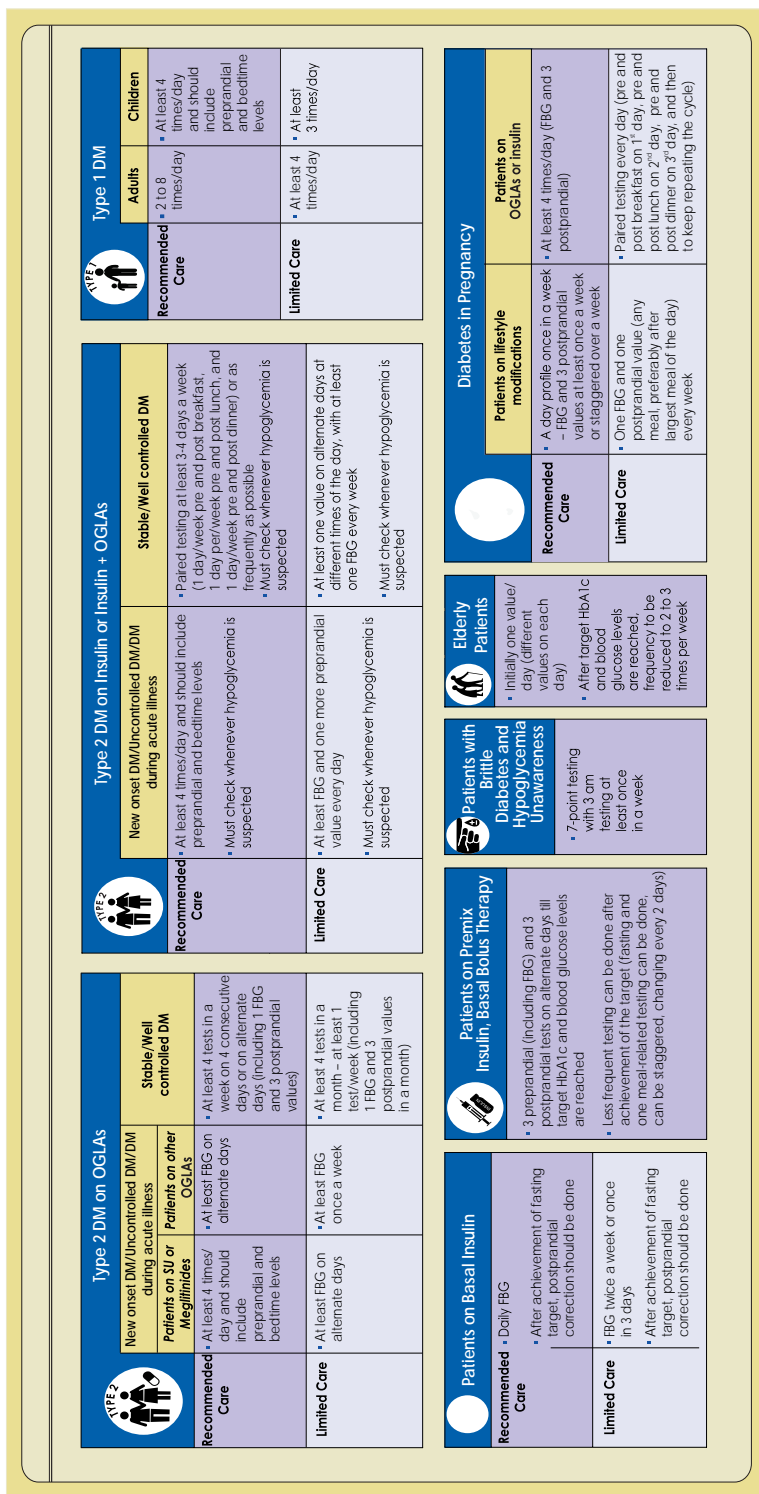 Type 2 DM on OGLAs
TYPE 2
New onset DM/Uncontrolled DM/DM
during acute illness
Stable/Well
controlled DM
Patients on SU or
Meglitinides
Patients on other
OGLAs
Recommended
Care
▪ At least 4 times/
day and should
include
preprandial and
bedtime levels
▪ At least FBG on
alternate days
▪ At least 4 tests in a
week on 4 consecutive
days or on alternate
days (including 1 FBG
and 3 postprandial
values)
Limited Care
▪ At least FBG on
alternate days
▪ At least FBG
once a week
▪ At least 4 tests in a
month – at least 1
test/week (including
1 FBG and 3
postprandial values
in a month)
Type 2 DM on Insulin or Insulin + OGLAs
TYPE 2
New onset DM/Uncontrolled DM/DM
during acute illness
Stable/Well controlled DM
Recommended
Care
▪ At least 4 times/day and should include
preprandial and bedtime levels
▪ Must check whenever hypoglycemia is
suspected
▪ Paired testing at least 3-4 days a week
(1 day/week pre and post breakfast,
1 day per/week pre and post lunch, and
1 day/week pre and post dinner) or as
frequently as possible
▪ Must check whenever hypoglycemia is
suspected
Limited Care
▪ At least FBG and one more preprandial
value every day
▪ Must check whenever hypoglycemia is
suspected
▪ At least one value on alternate days at
different times of the day, with at least
one FBG every week
▪ Must check whenever hypoglycemia is
suspected
Type 1 DM
TYPE 1
Adults
Children
Recommended
Care
▪ 2 to 8
times/day
▪ At least 4
times/day
and should
include
preprandial
and bedtime
levels
Limited Care
▪ At least 4
times/day
▪ At least
3 times/day
Patients on Basal Insulin
Recommended
Care
▪ Daily FBG
▪ After achievement of fasting
target, postprandial
correction should be done
Limited Care
▪ FBG twice a week or once
in 3 days
▪ After achievement of fasting
target, postprandial
correction should be done
Patients on Premix
Insulin, Basal Bolus Therapy
▪ 3 preprandial (including FBG) and 3
postprandial tests on alternate days till
target HbA1c and blood glucose levels
are reached
▪ Less frequent testing can be done after
achievement of the target (fasting and
one meal-related testing can be done,
can be staggered, changing every 2 days)
Patients with
Brittle
Diabetes and
Hypoglycemia
Unawareness
▪ 7-point testing
with 3 am
testing at
least once
in a week
Elderly
Patients
▪ Initially one value/
day (different
values on each
day)
▪ After target HbA1c
and blood
glucose levels
are reached,
frequency to be
reduced to 2 to 3
times per week
Diabetes in Pregnancy
Patients on lifestyle
modifications
Patients on
OGLAs or insulin
Recommended
Care
▪ A day profile once in a week
– FBG and 3 postprandial
values at least once a week
or staggered over a week
▪ At least 4 times/day (FBG and 3
postprandial)
Limited Care
▪ One FBG and one
postprandial value (any
meal, preferably after
largest meal of the day)
every week
▪ Paired testing every day (pre and
post breakfast on 1st day, pre and
post lunch on 2nd day, pre and
post dinner on 3rd day, and then
to keep repeating the cycle)